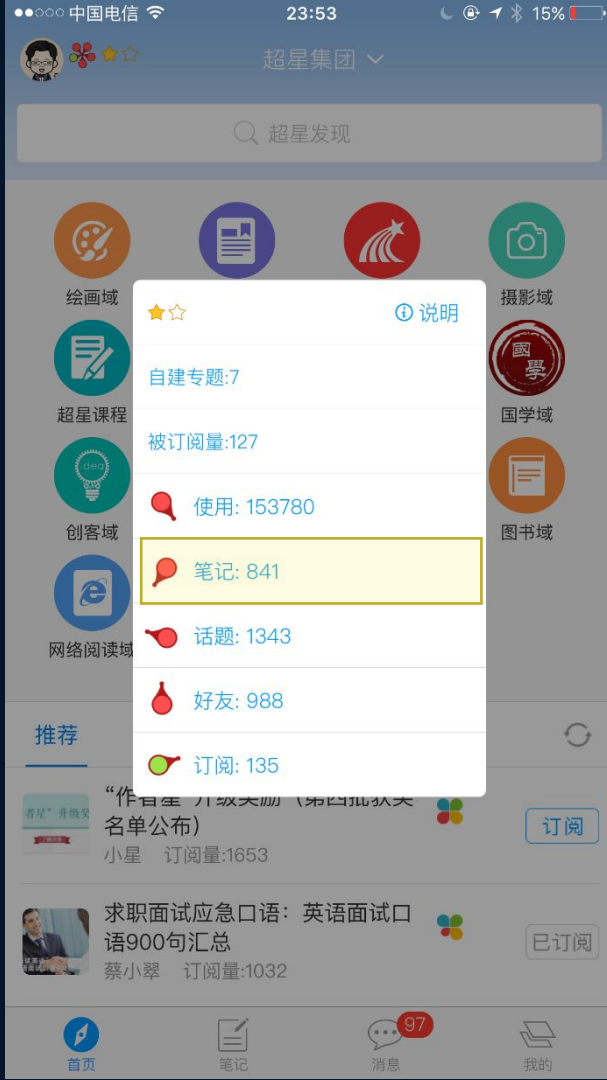 中国电信 23:53 15%
超星集团
超星发现
绘画域 摄影域
说明
自建专题:7
超星课程 国学域
國學
被订阅量:127
idea
使用: 153780
创客域 图书域
笔记: 841
话题: 1343
网络阅读域
好友: 988
推荐
订阅: 135
“作者星”升级奖励（第四批获奖
名单公布）
订阅
小星 订阅量:1653
求职面试应急口语：英语面试口
语900句汇总
已订阅
蔡小翠 订阅量:1032
97
首页 笔记 消息 我的